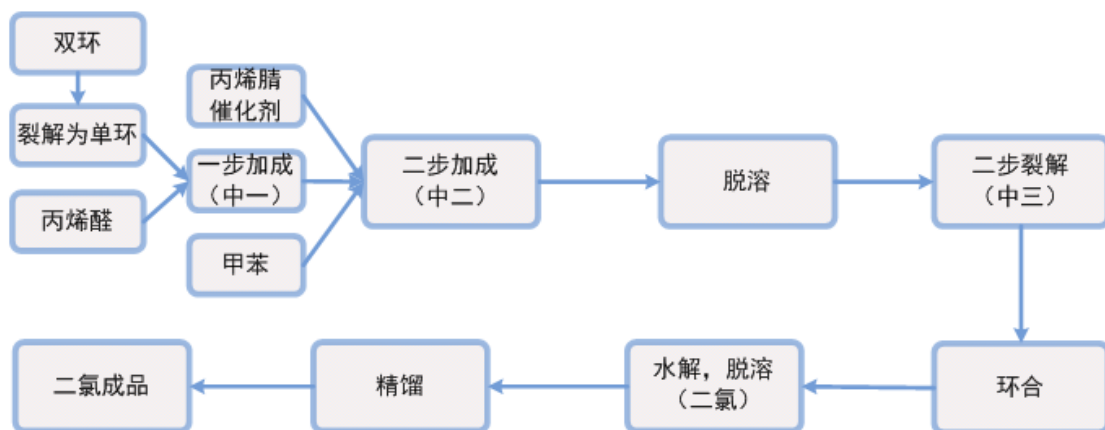 双环
裂解为单环
丙烯醛
丙烯腈
催化剂
一步加成
（中一）
甲苯
二步加成
（中二）
脱溶
二步裂解
（中三）
环合
水解，脱溶
（二氯）
精馏
二氯成品